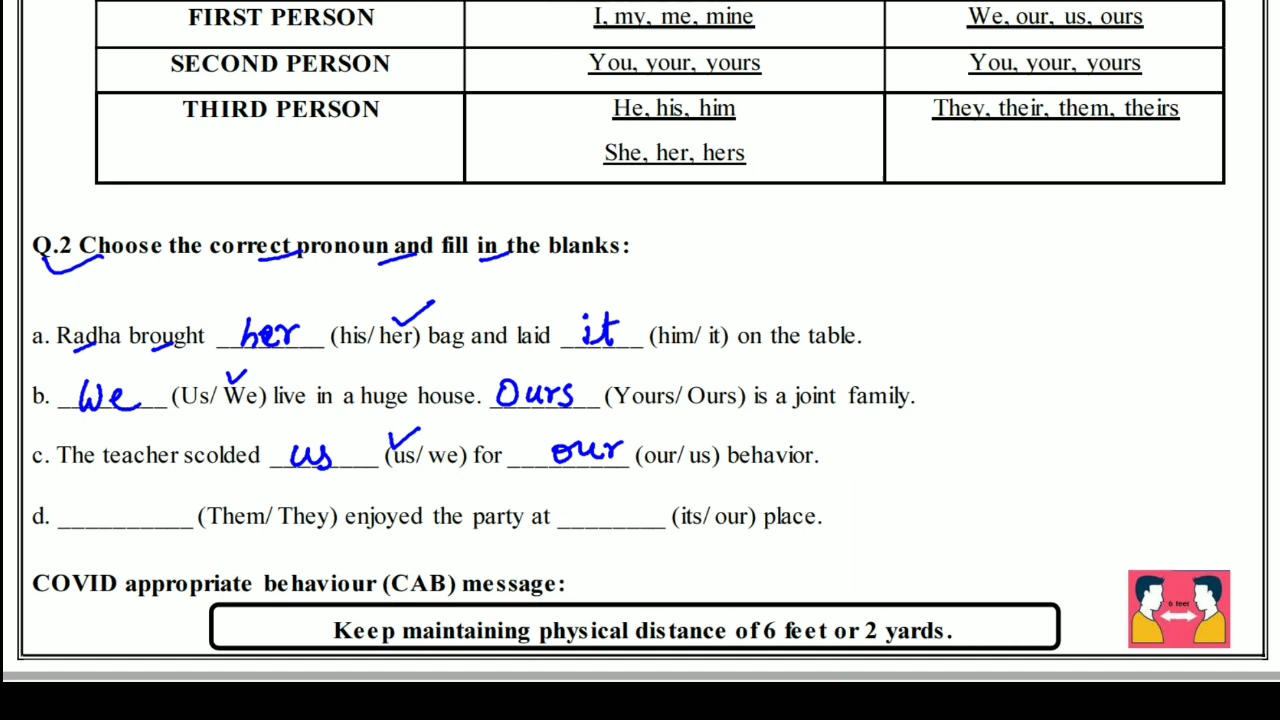 FIRST PERSON I, my, me, mine We, our, us, ours
SECOND PERSON You, your, yours You, your, yours
THIRD PERSON He, his, him They, their, them, theirs
She, her, hers
Q.2 Choose the correct pronoun and fill in the blanks:
a. Radha brought her (his/ her) bag and laid it (him/ it) on the table.
b. We (Us/ We) live in a huge house. Ours (Yours/ Ours) is a joint family.
c. The teacher scolded us (us/ we) for our (our/ us) behavior.
d. __________ (Them/ They) enjoyed the party at ________ (its/ our) place.
COVID appropriate behaviour (CAB) message:
6 feet
Keep maintaining physical distance of 6 feet or 2 yards.